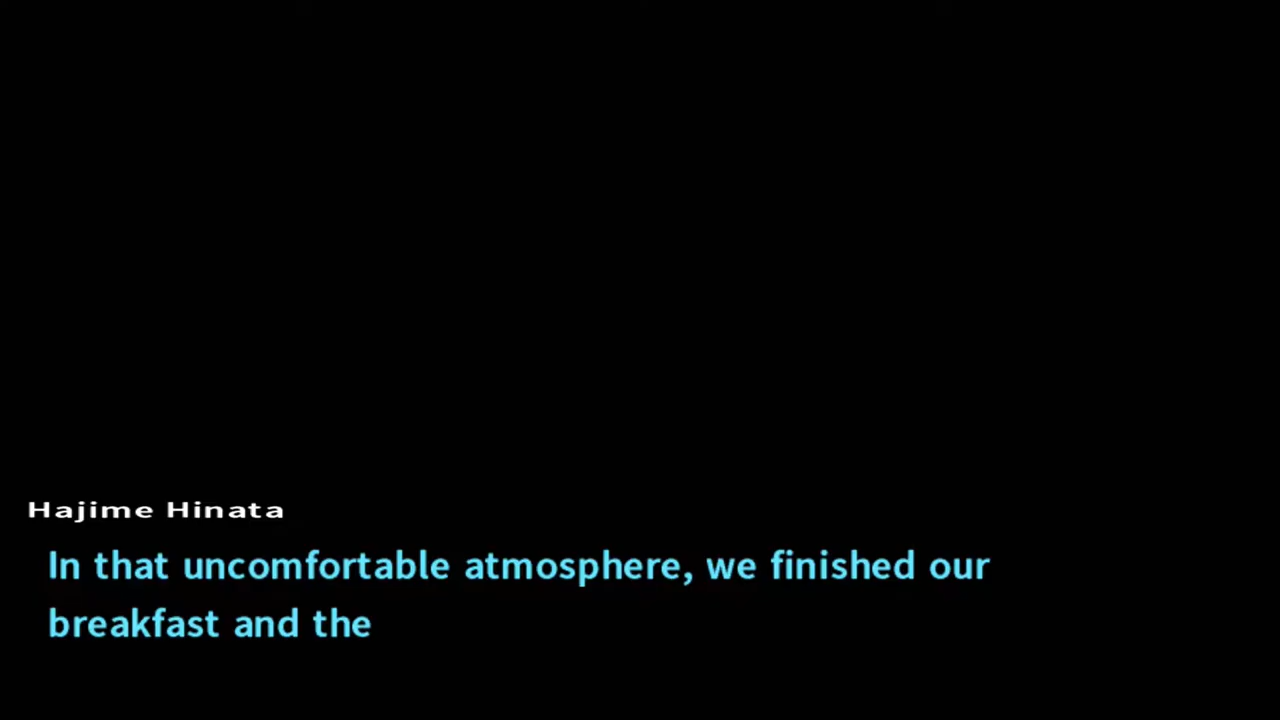 Hajime Hinata
In that uncomfortable atmosphere, we finished our
breakfast and the